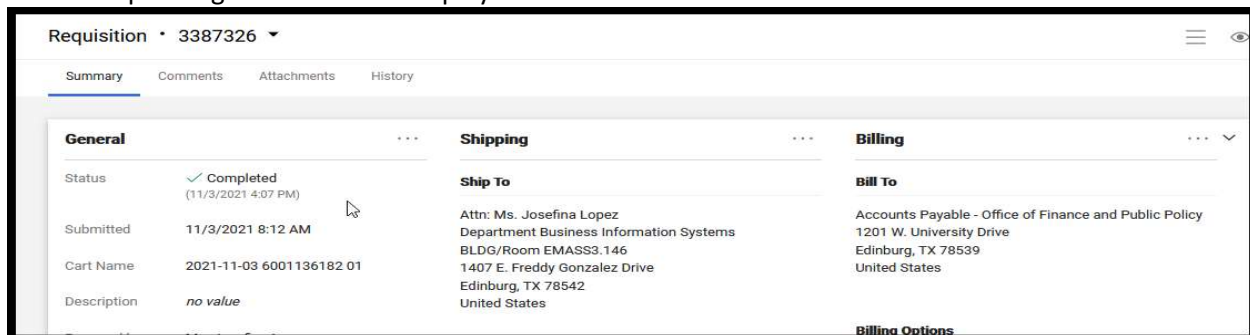 Requisition • 3387326
Summary Comments Attachments History
General ... Shipping ... Billing ...
Status Completed
(11/3/2021 4:07 PM)
Submitted 11/3/2021 8:12 AM
Cart Name 2021-11-03 6001136182 01
Description no value
Ship To
Attn: Ms. Josefina Lopez
Department Business Information Systems
BLDG/Room EMASS3.146
1407 E. Freddy Gonzalez Drive
Edinburg, TX 78542
United States
Bill To
Accounts Payable - Office of Finance and Public Policy
1201 W. University Drive
Edinburg, TX 78539
United States
Billing Options